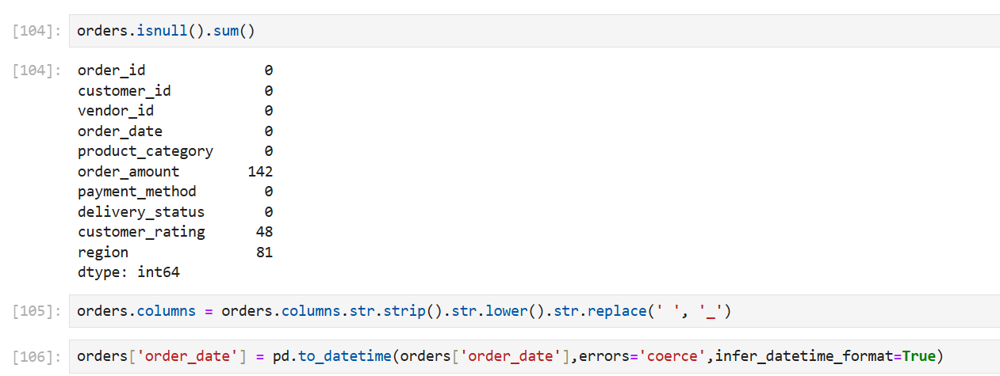 [104]: orders.isnull().sum()
[104]: order_id 0
customer_id 0
vendor_id 0
order_date 0
product_category 0
order_amount 142
payment_method 0
delivery_status 0
customer_rating 48
region 81
dtype: int64
[105]: orders.columns = orders.columns.str.strip().str.lower().str.replace(' ', '_')
[106]: orders['order_date'] = pd.to_datetime(orders['order_date'],errors='coerce',infer_datetime_format=True)